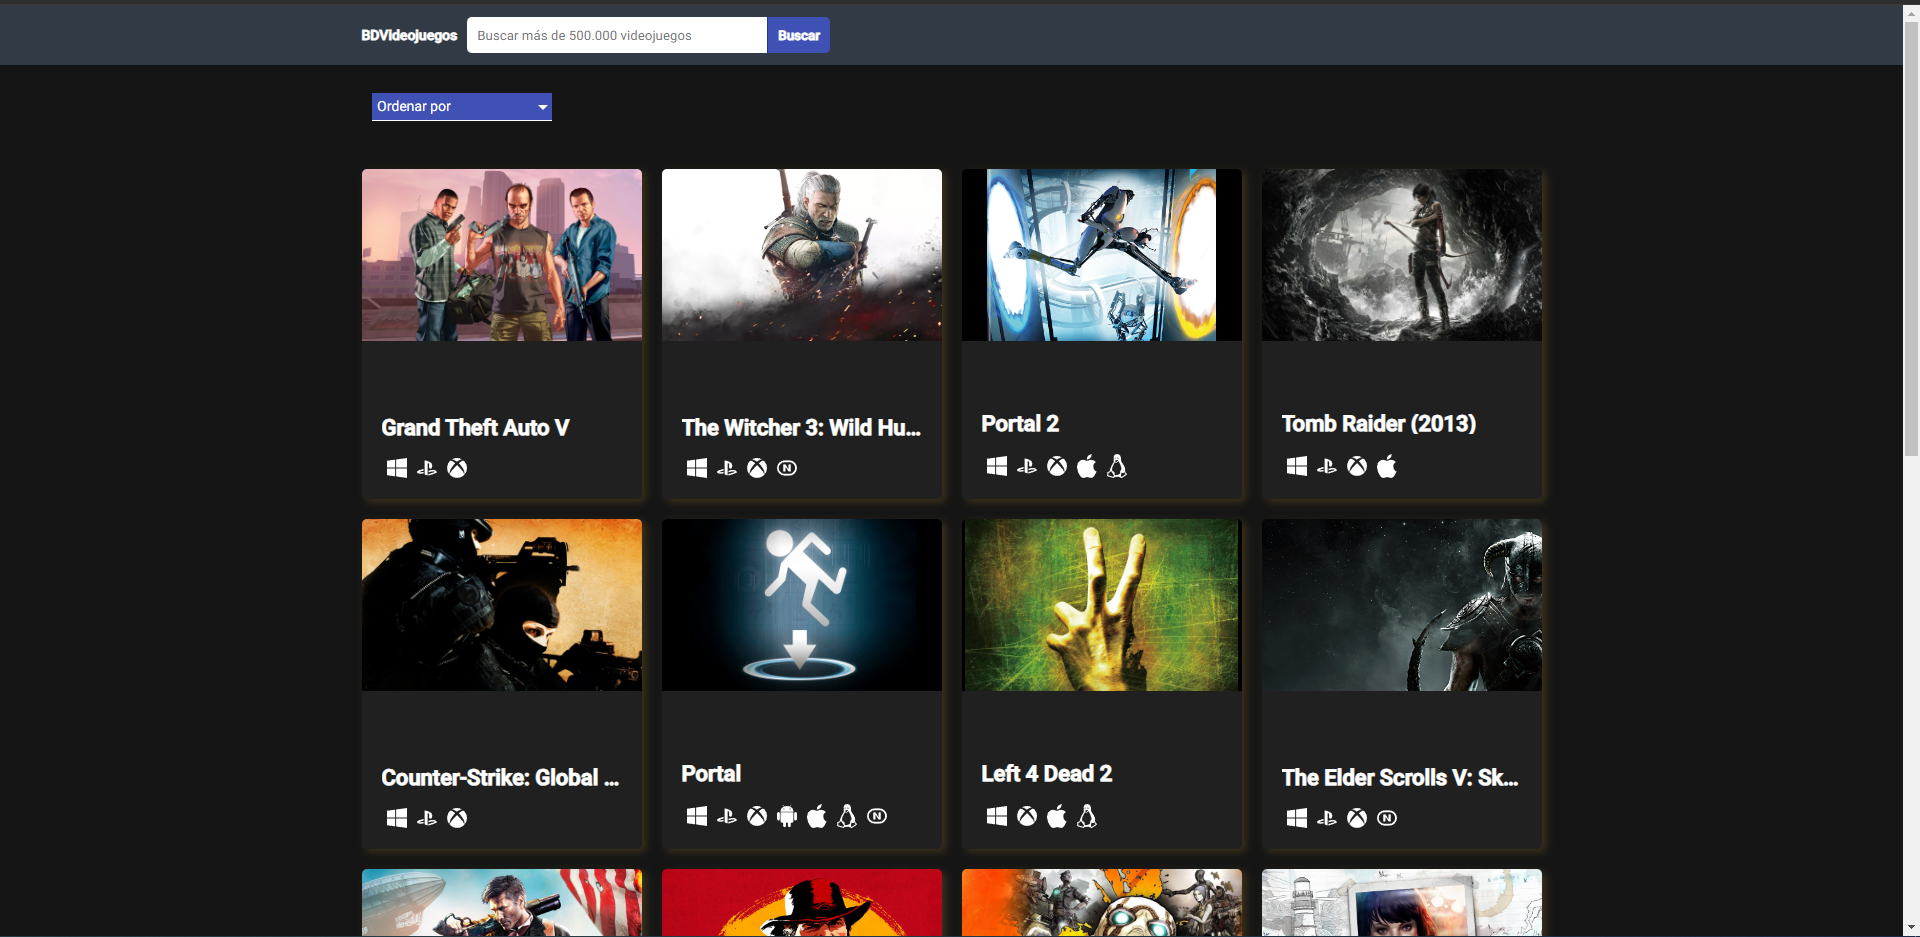 BDVideojuegos
Buscar más de 500.000 videojuegos
Buscar
Ordenar por
Grand Theft Auto V
The Witcher 3: Wild Hu...
Portal 2
Tomb Raider (2013)
Counter-Strike: Global ...
Portal
Left 4 Dead 2
The Elder Scrolls V: Sk...